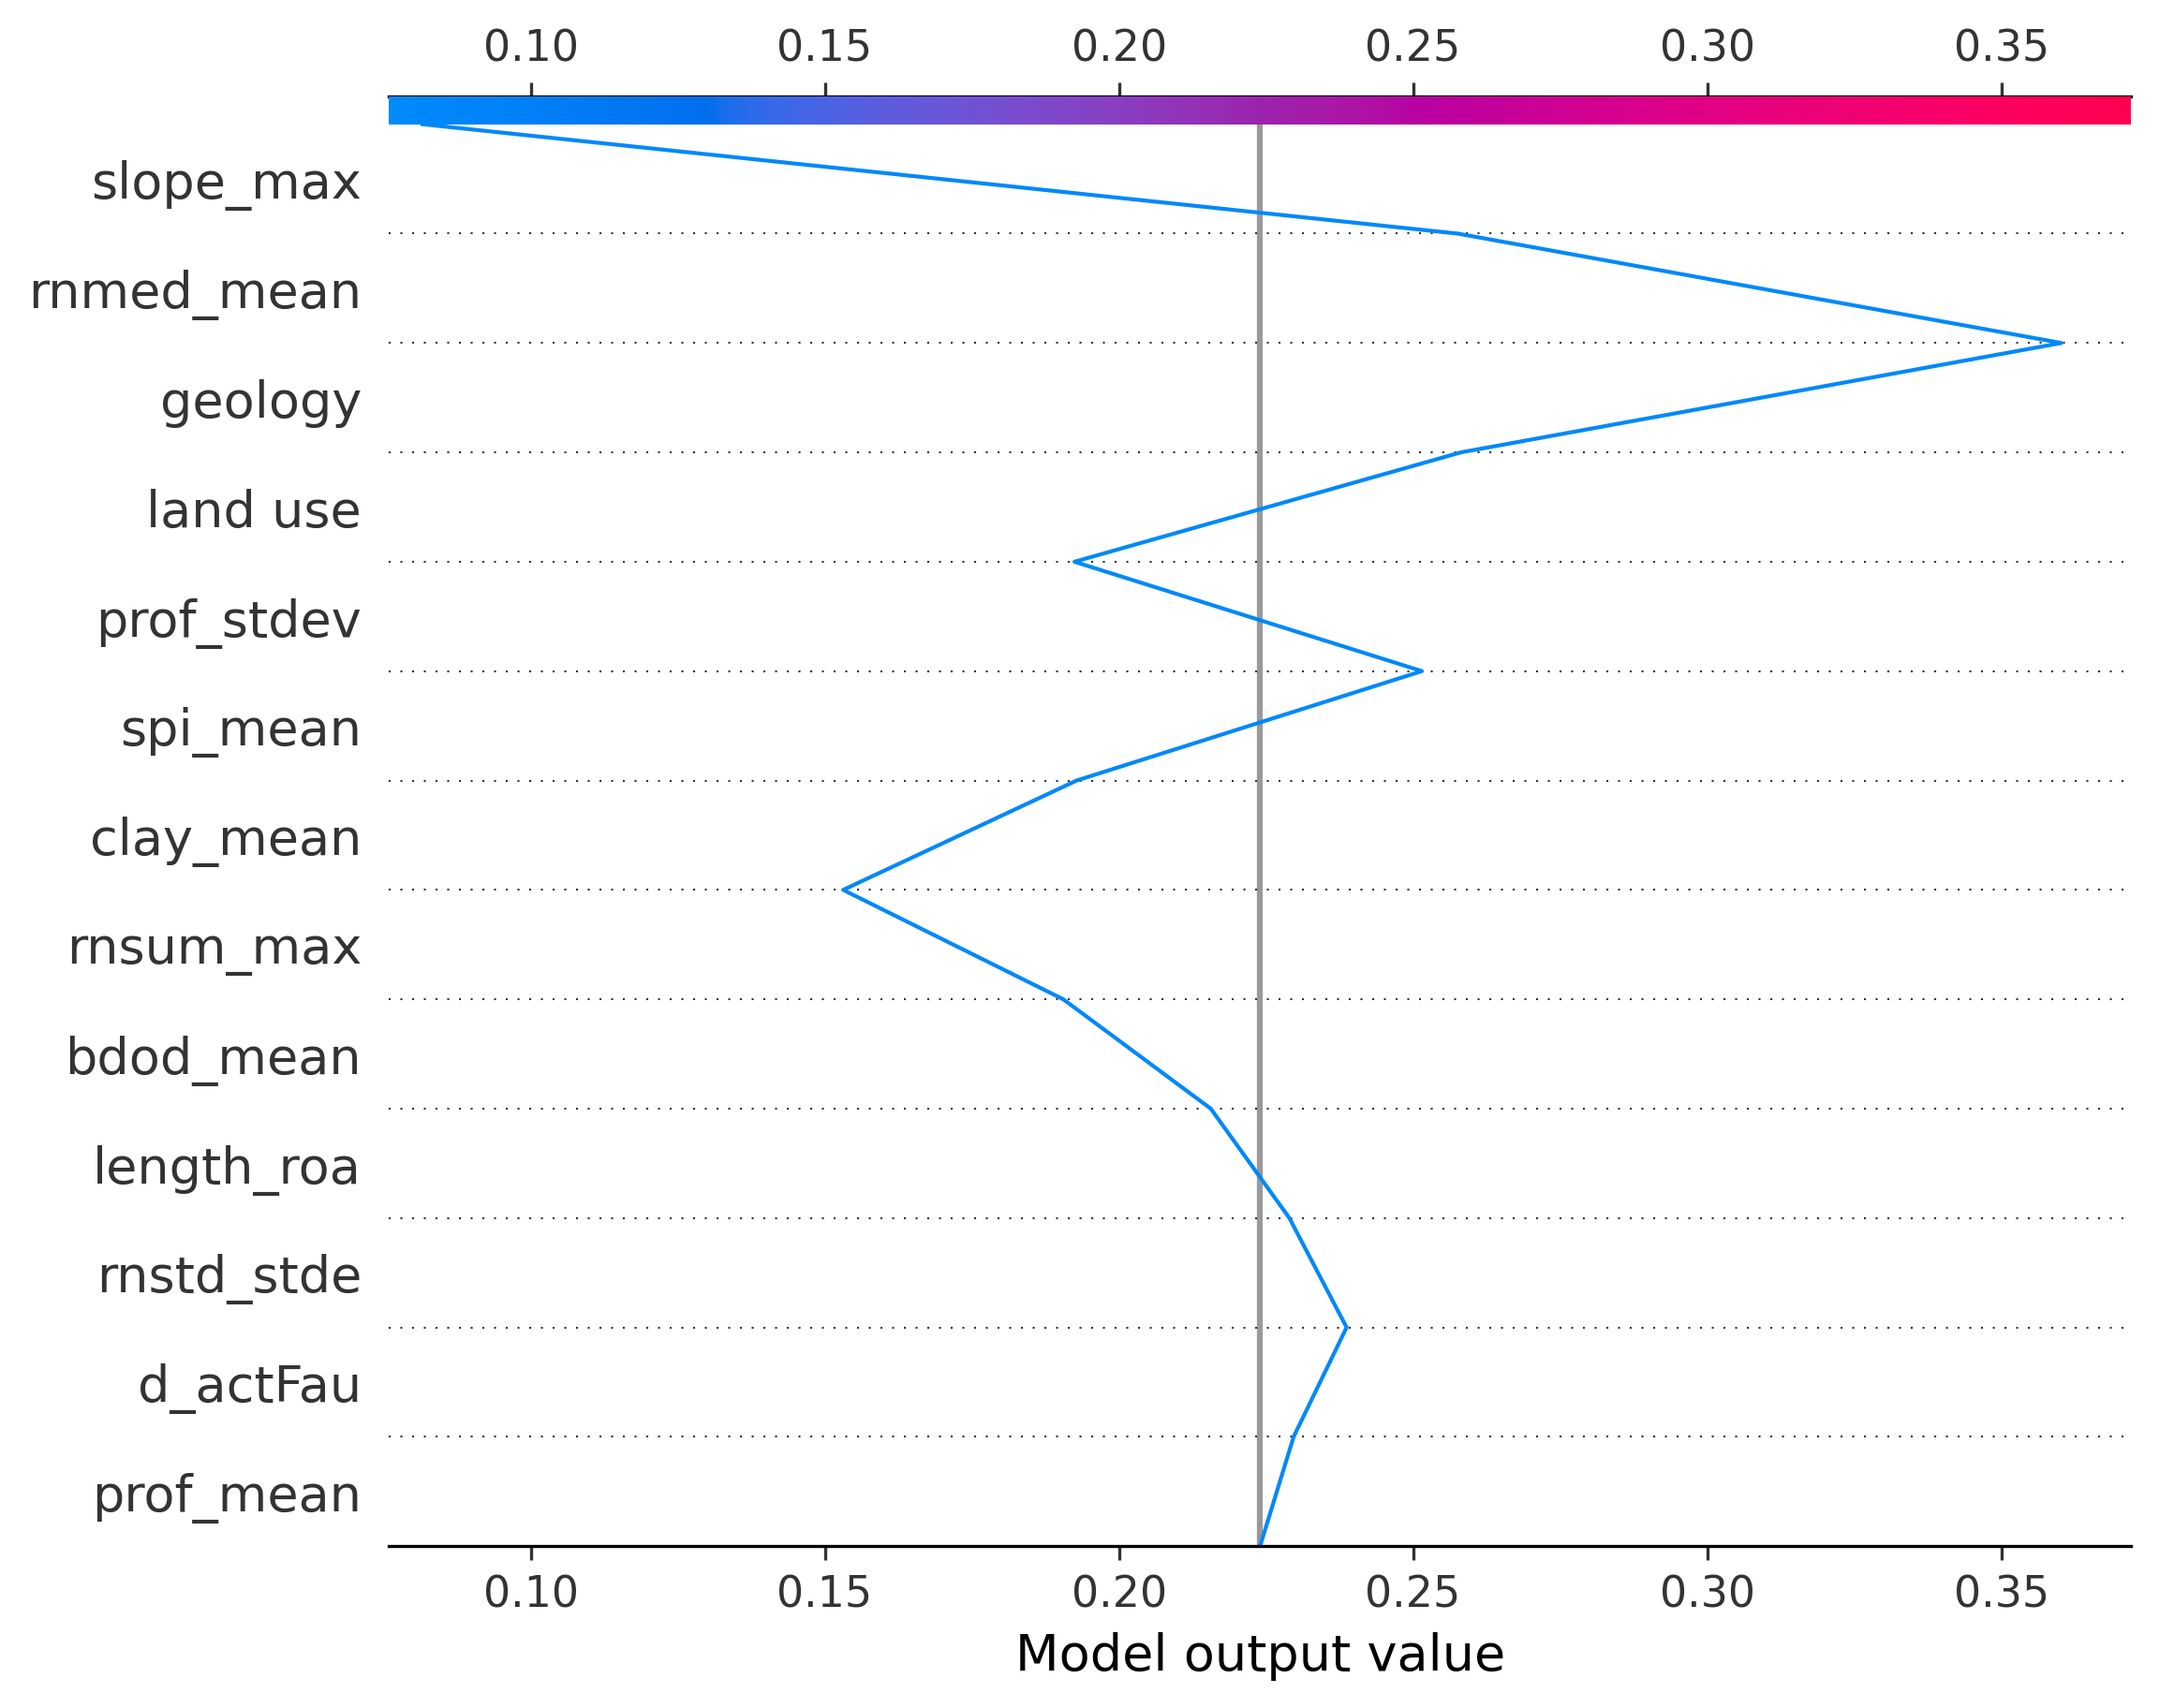 0.10 0.15 0.20 0.25 0.30 0.35
slope_max
rnmed_mean
geology
land use
prof_stdev
spi_mean
clay_mean
rnsum_max
bdod_mean
length_roa
rnstd_stde
d_actFau
prof_mean
0.10 0.15 0.20 0.25 0.30 0.35
Model output value